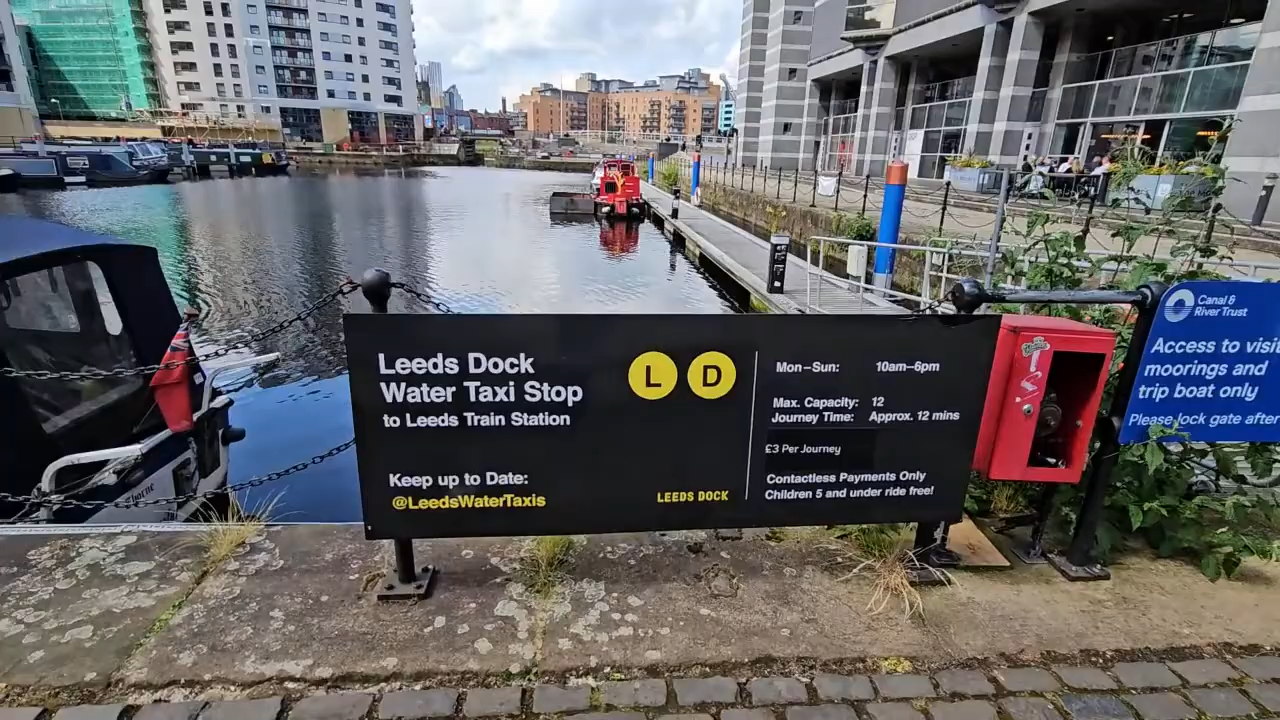 Leeds Dock
Water Taxi Stop
to Leeds Train Station
Keep up to Date:
@LeedsWaterTaxis
L D
LEEDS DOCK
Mon-Sun: 10am-6pm
Max. Capacity: 12
Journey Time: Approx. 12 mins
£3 Per Journey
Contactless Payments Only
Children 5 and under ride free!
Canal &
River Trust
Access to visit
moorings and
trip boat only
Please lock gate after